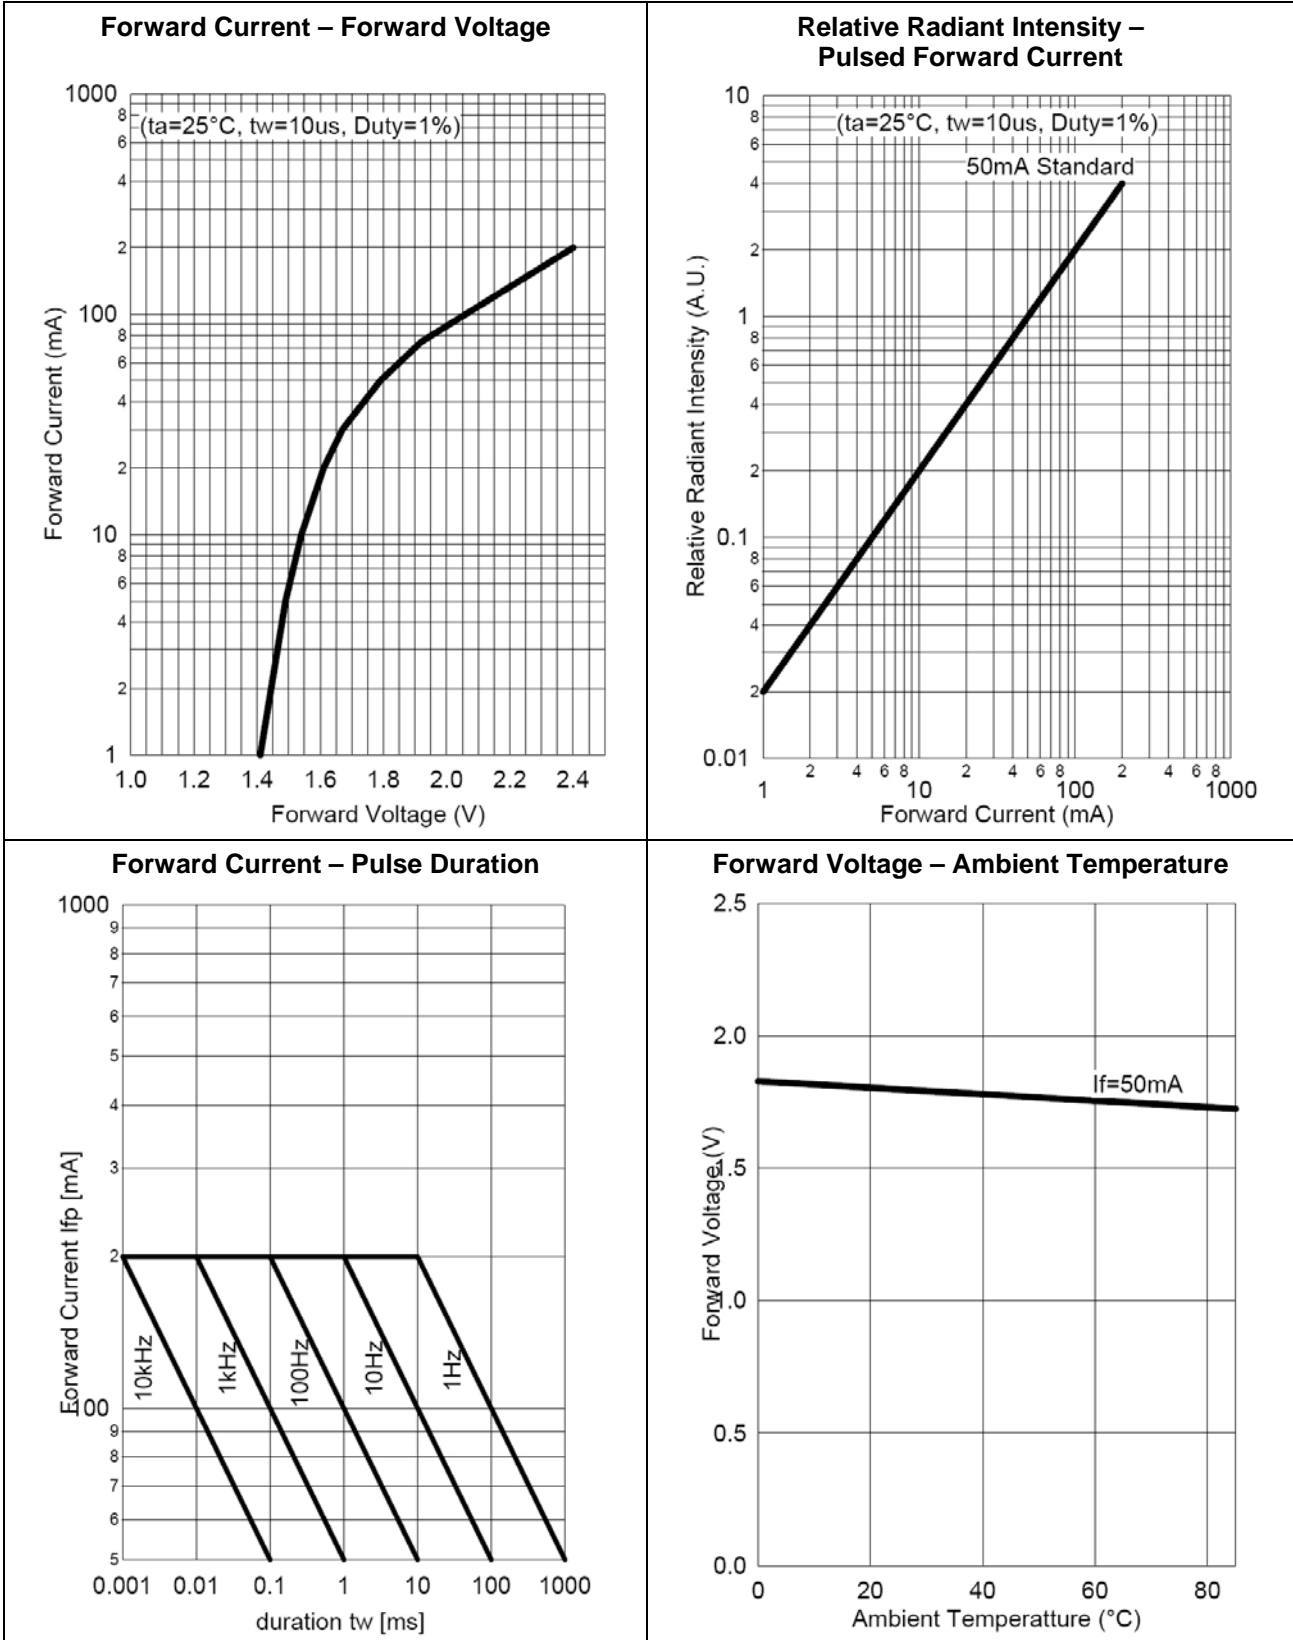 Forward Current – Forward Voltage
1000
8
6
4
2
100
8
6
4
2
10
8
6
4
2
1
(ta=25°C, tw=10us, Duty=1%)
Forward Current (mA)
1.0 1.2 1.4 1.6 1.8 2.0 2.2 2.4
Forward Voltage (V)
Relative Radiant Intensity –
Pulsed Forward Current
10
8
6
4
2
1
8
6
4
2
0.1
8
6
4
2
0.01
(ta=25°C, tw=10us, Duty=1%)
50mA Standard
Relative Radiant Intensity (A.U.)
2 4 6 8 2 4 6 8 2 4 6 8
1 10 100 1000
Forward Current (mA)
Forward Current – Pulse Duration
1000
9
8
7
6
5
4
3
2
100
9
8
7
6
5
Eorward Current Ifp [mA]
10kHz
1kHz
100Hz
10Hz
1Hz
0.001 0.01 0.1 1 10 100 1000
duration tw [ms]
Forward Voltage – Ambient Temperature
2.5
2.0
1.5
1.0
0.5
0.0
If=50mA
Forward Voltage (V)
0 20 40 60 80
Ambient Temperatture (°C)